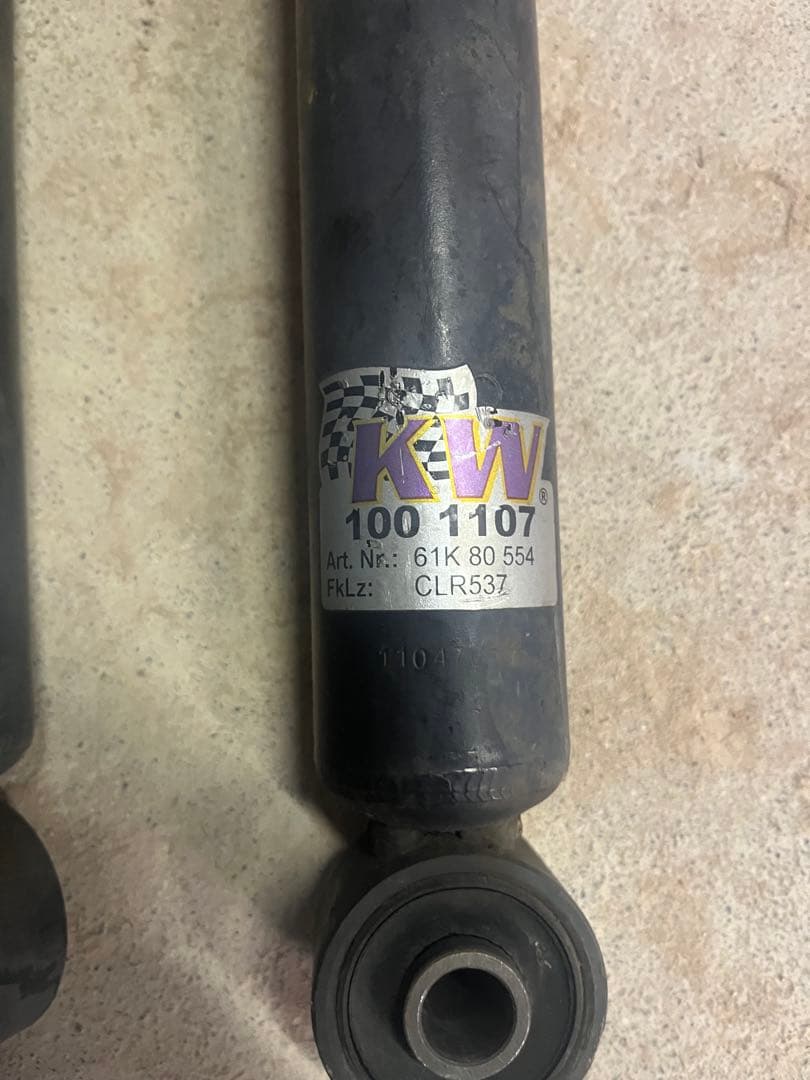 KW®
100 1107
Art. Nr.: 61K 80 554
FkLz: CLR537